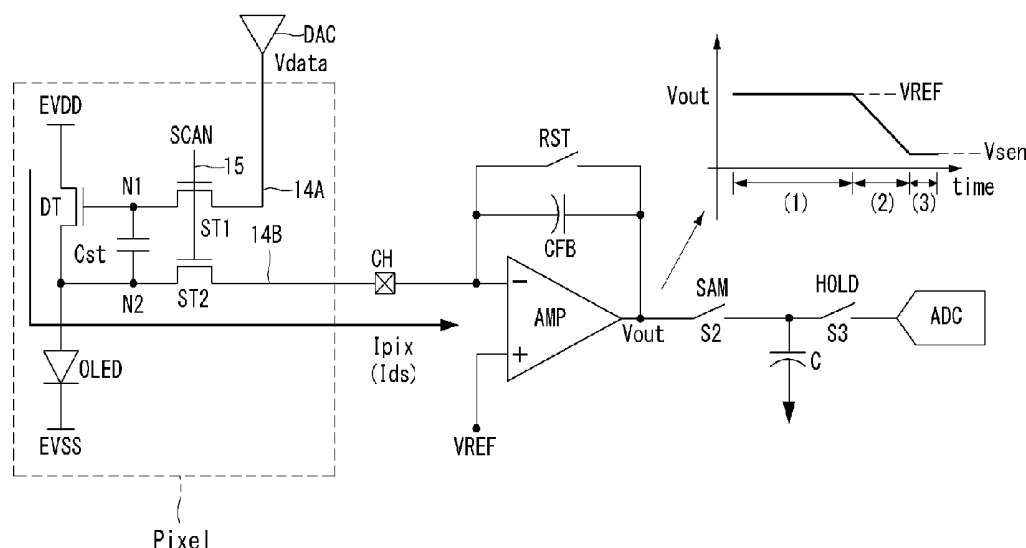 DAC
Vdata
EVDD
SCAN
15
N1
14A
DT
ST1
Cst
14B
N2
ST2
CH
Ipix
(Ids)
OLED
EVSS
Pixel
RST
CFB
−
AMP
+
VREF
Vout
SAM
S2
C
HOLD
S3
ADC
Vout
VREF
Vsen
time
(1)
(2)
(3)